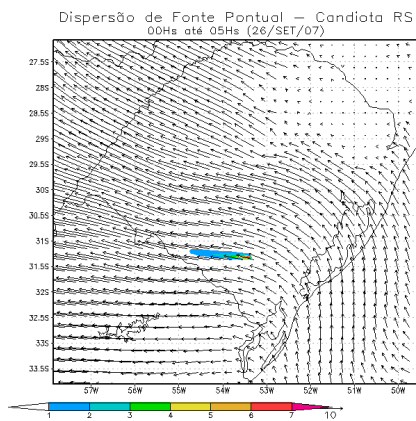 Dispersão de Fonte Pontual – Candiota RS
00Hs até 05Hs (26/SET/07)
27.5S
28S
28.5S
29S
29.5S
30S
30.5S
31S
31.5S
32S
32.5S
33S
33.5S
57W 56W 55W 54W 53W 52W 51W 50W
1 2 3 4 5 6 7 10